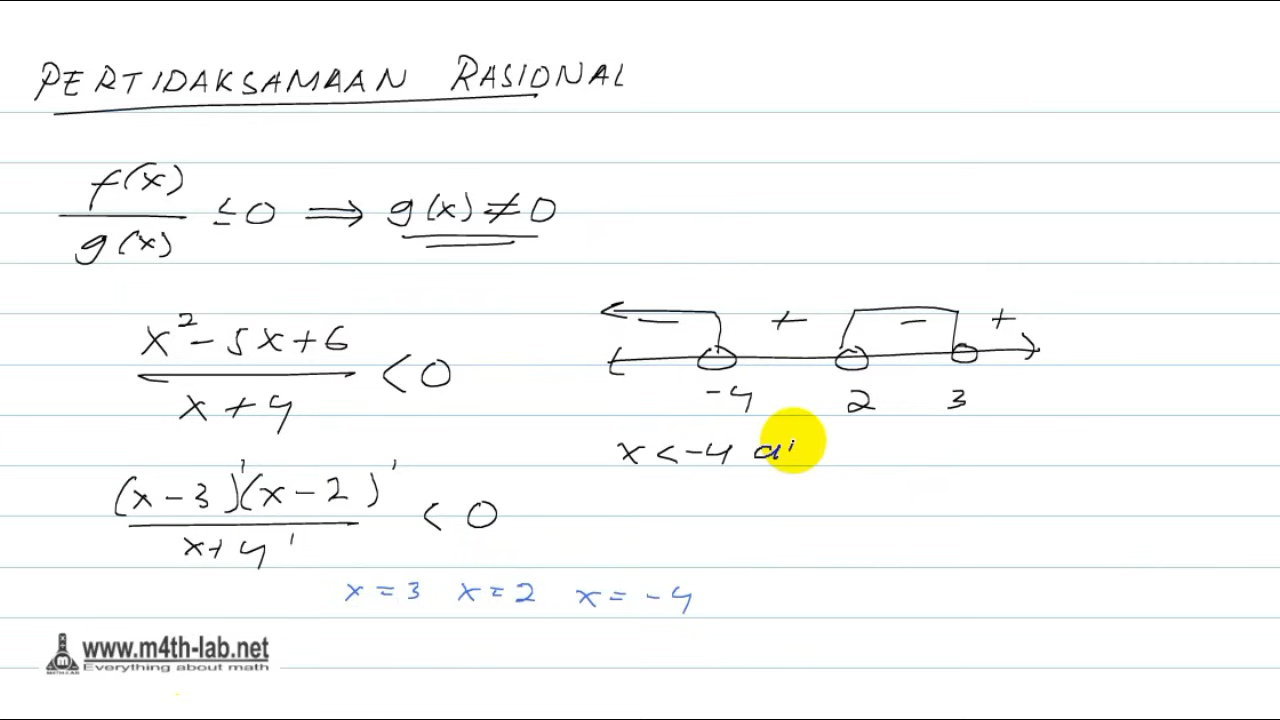 PERTIDAKSAMAAN RASIONAL
f(x)/g(x) ≤ 0 ⟹ g(x) ≠ 0
x² - 5x + 6 / x + 4 < 0
(x - 3)'(x - 2)' / x + 4' < 0
x = 3 x = 2 x = -4
- + - +
-4 2 3
x < -4 a
www.m4th-lab.net
Everything about math